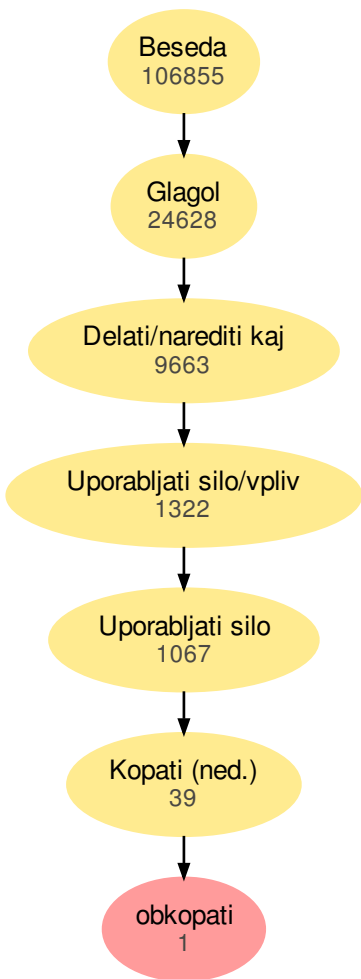 Beseda
106855
Glagol
24628
Delati/narediti kaj
9663
Uporabljati silo/vpliv
1322
Uporabljati silo
1067
Kopati (ned.)
39
obkopati
1